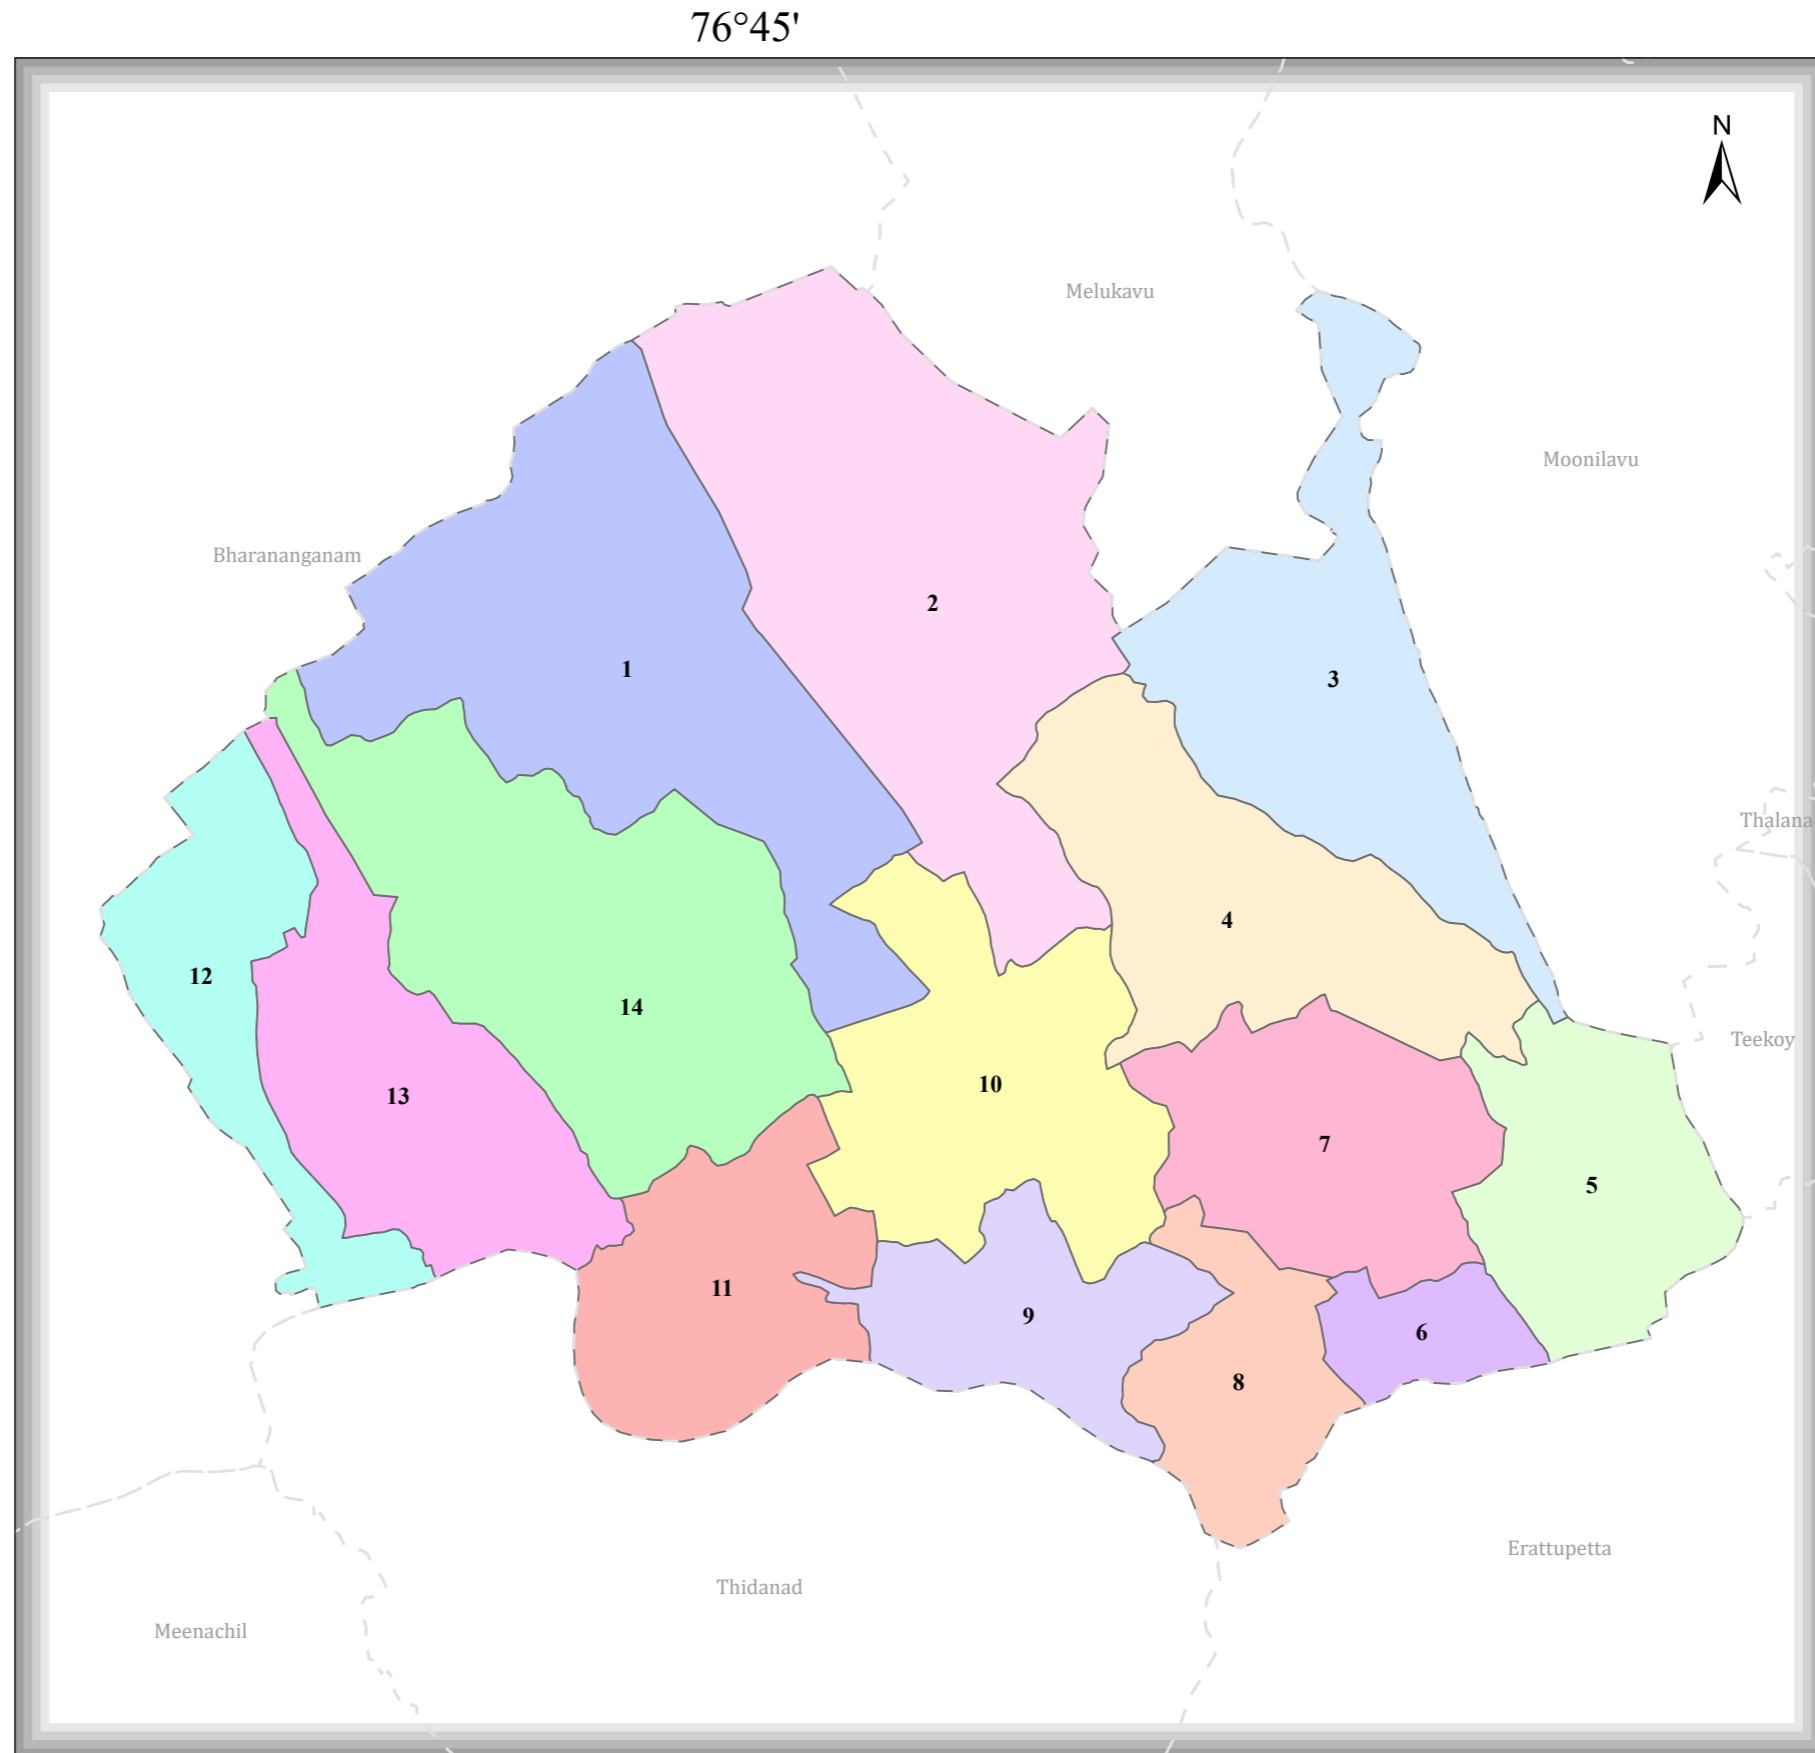 76°45'
N
Melukavu
Moonilavu
Bharananganam
2
1
3
Thalana
4
12
14
Teekoy
10
13
7
5
11
9
6
8
Erattupetta
Thidanad
Meenachil